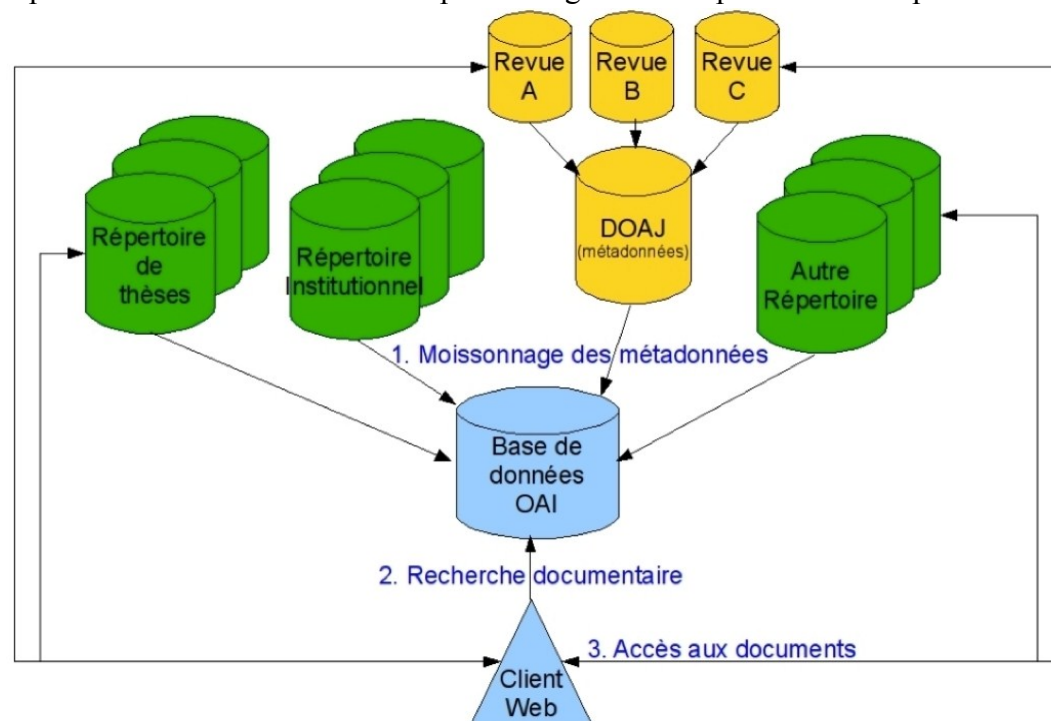 Revue
A
Revue
B
Revue
C
Répertoire
de
thèses
Répertoire
Institutionnel
DOAJ
(métadonnées)
Autre
Répertoire
1. Moissonnage des métadonnées
Base de
données
OAI
2. Recherche documentaire
3. Accès aux documents
Client
Web